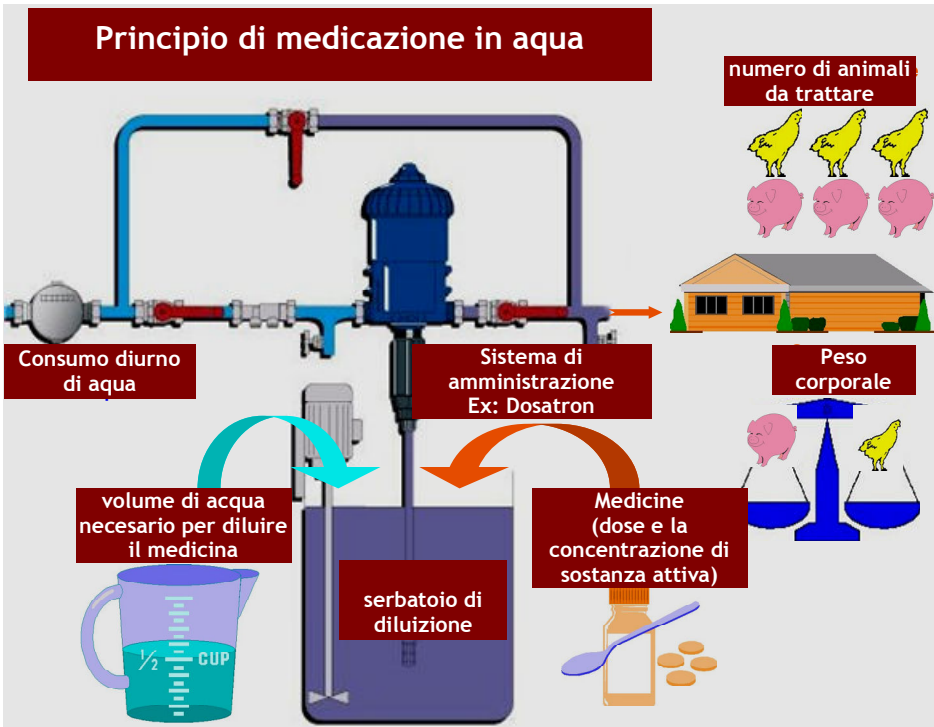 Principio di medicazione in aqua
numero di animali
da trattare
Consumo diurno
di aqua
Sistema di
amministrazione
Ex: Dosatron
Peso
corporale
volume di acqua
necesario per diluire
il medicina
Medicine
(dose e la
concentrazione di
sostanza attiva)
serbatoio di
diluizione
½ CUP